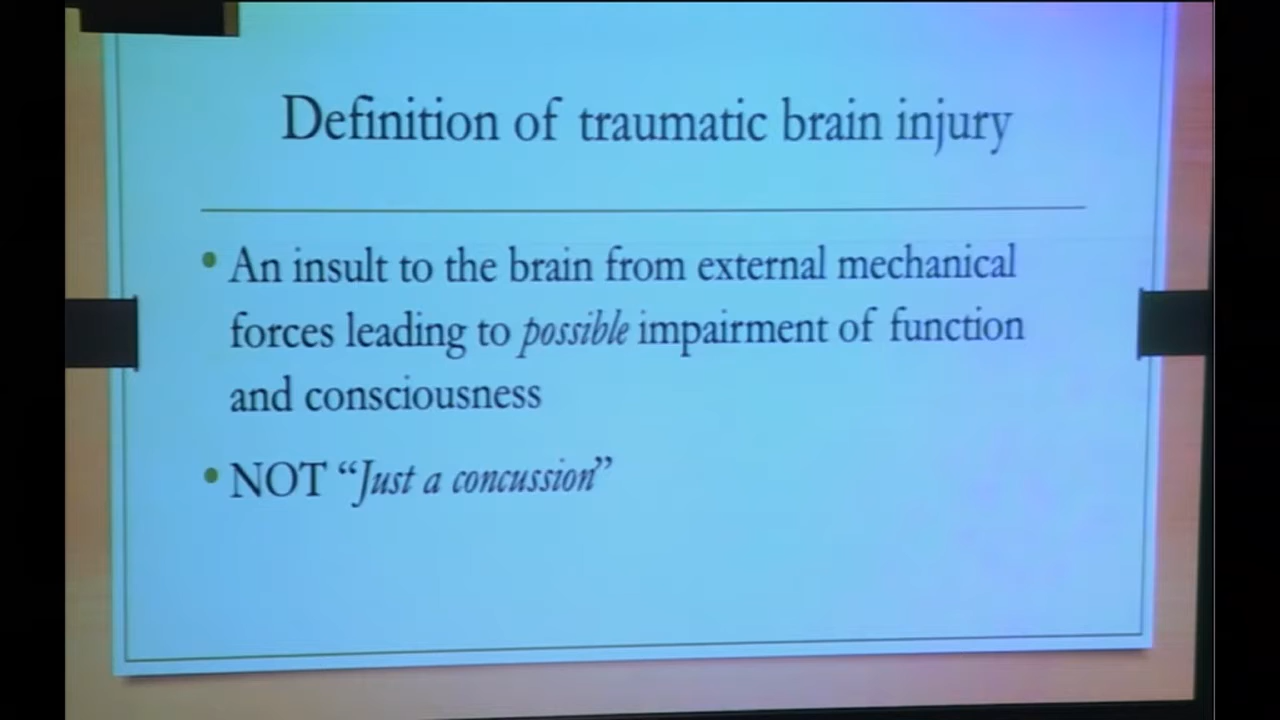 Definition of traumatic brain injury
• An insult to the brain from external mechanical
forces leading to possible impairment of function
and consciousness
• NOT “Just a concussion”